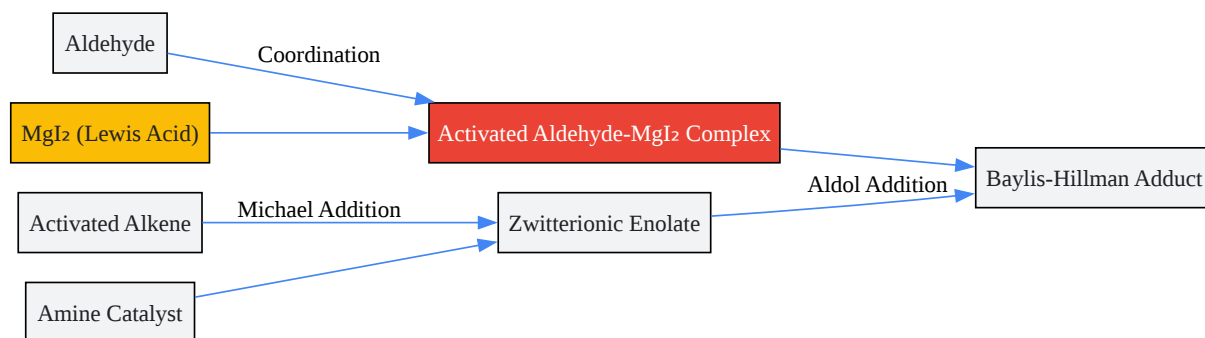 Aldehyde
Coordination
MgI₂ (Lewis Acid)
Activated Aldehyde-MgI₂ Complex
Baylis-Hillman Adduct
Aldol Addition
Activated Alkene
Michael Addition
Zwitterionic Enolate
Amine Catalyst